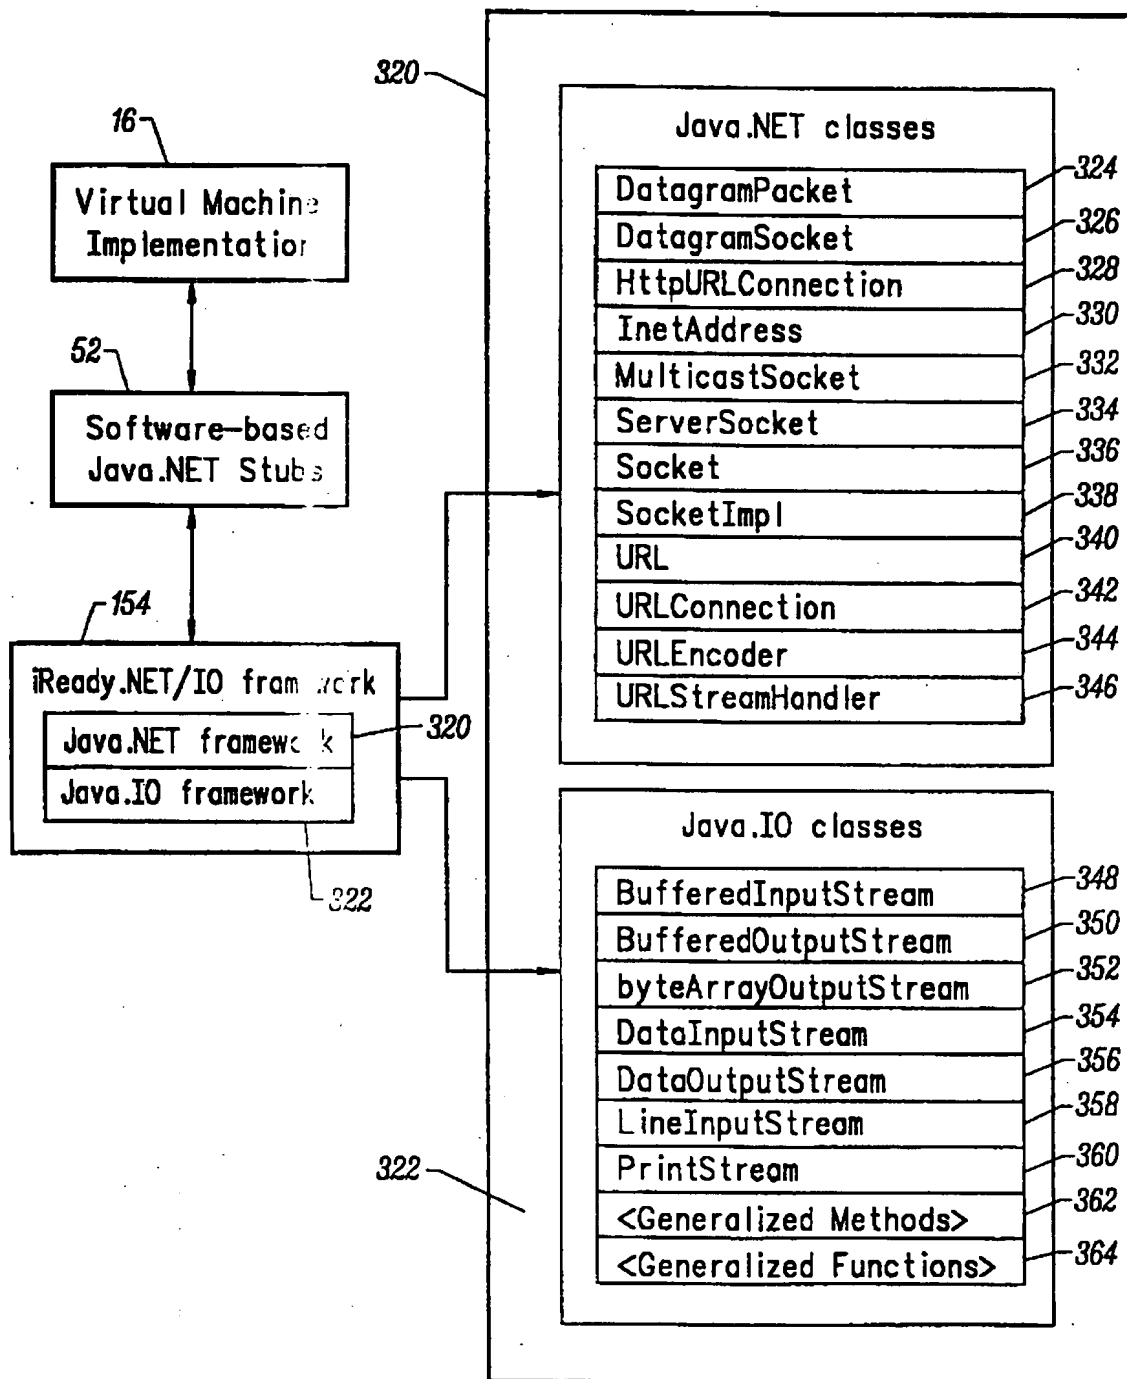 320
16
Virtual Machine
Implementation
52
Software-based
Java.NET Stubs
154
iReady.NET/IO framework
Java.NET framework
320
Java.IO framework
322
Java.NET classes
DatagramPacket 324
DatagramSocket 326
HttpURLConnection 328
InetAddress 330
MulticastSocket 332
ServerSocket 334
Socket 336
SocketImpl 338
URL 340
URLConnection 342
URLEncoder 344
URLStreamHandler 346
Java.IO classes
BufferedInputStream 348
BufferedOutputStream 350
byteArrayOutputStream 352
DataInputStream 354
DataOutputStream 356
LineInputStream 358
PrintStream 360
<Generalized Methods> 362
<Generalized Functions> 364
322